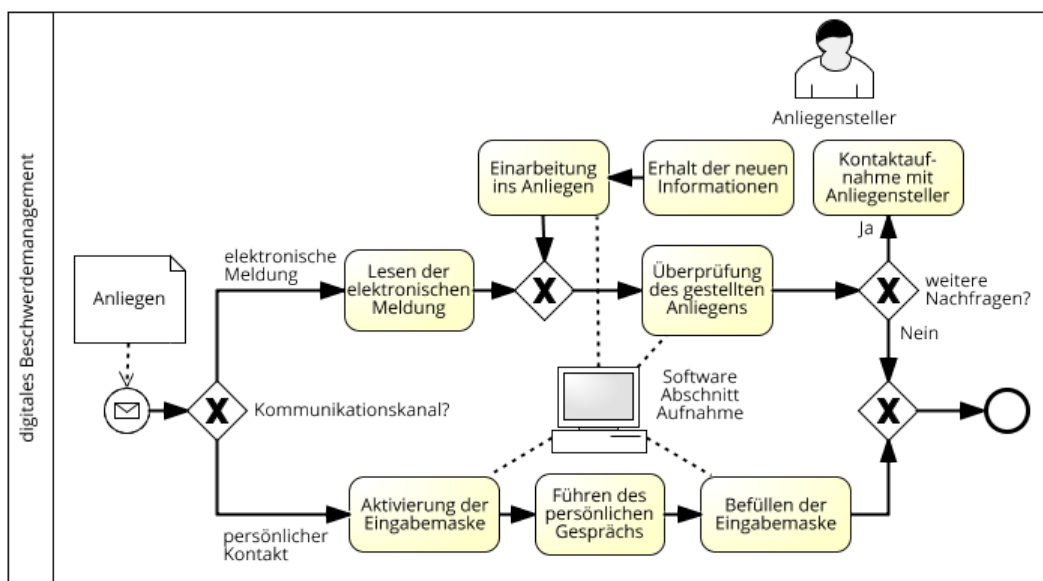 digitales Beschwerdemanagement
Anliegensteller
Einarbeitung
ins Anliegen
Erhalt der neuen
Informationen
Kontaktauf-
nahme mit
Anliegensteller
Ja
elektronische
Meldung
Anliegen
Lesen der
elektronischen
Meldung
X
Überprüfung
des gestellten
Anliegens
X
weitere
Nachfragen?
Nein
X
Kommunikationskanal?
Software
Abschnitt
Aufnahme
X
persönlicher
Kontakt
Aktivierung der
Eingabemaske
Führen des
persönlichen
Gesprächs
Befüllen der
Eingabemaske